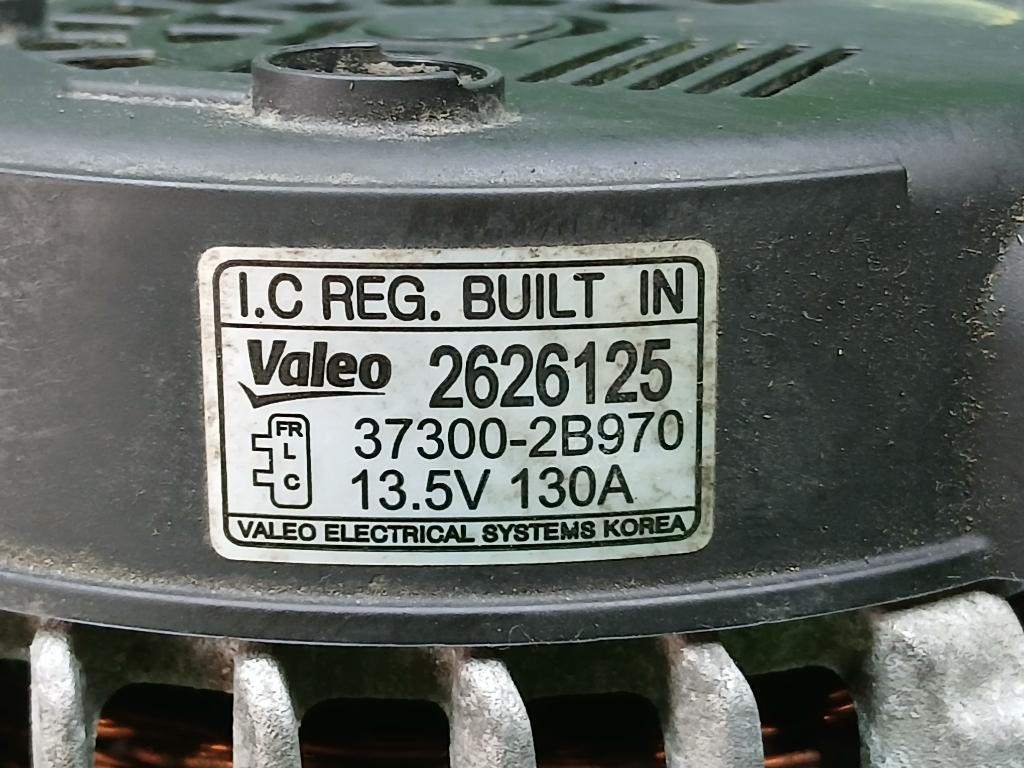 I.C REG. BUILT IN
Valeo 2626125
FR
L
C
37300-2B970
13.5V 130A
VALEO ELECTRICAL SYSTEMS KOREA